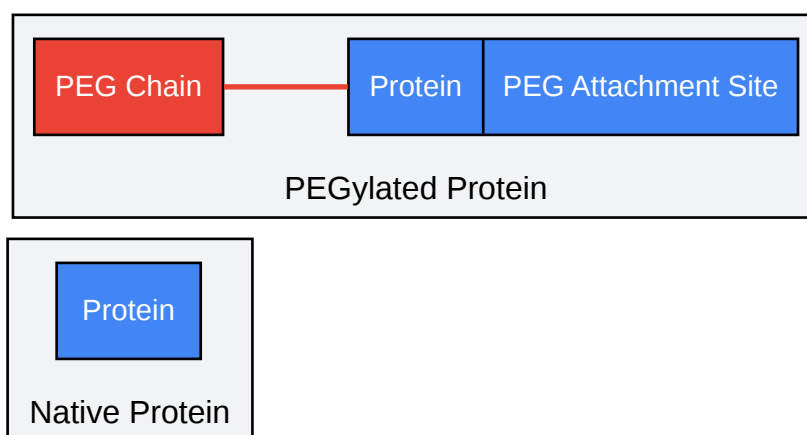 PEG Chain Protein PEG Attachment Site
PEGylated Protein
Protein
Native Protein